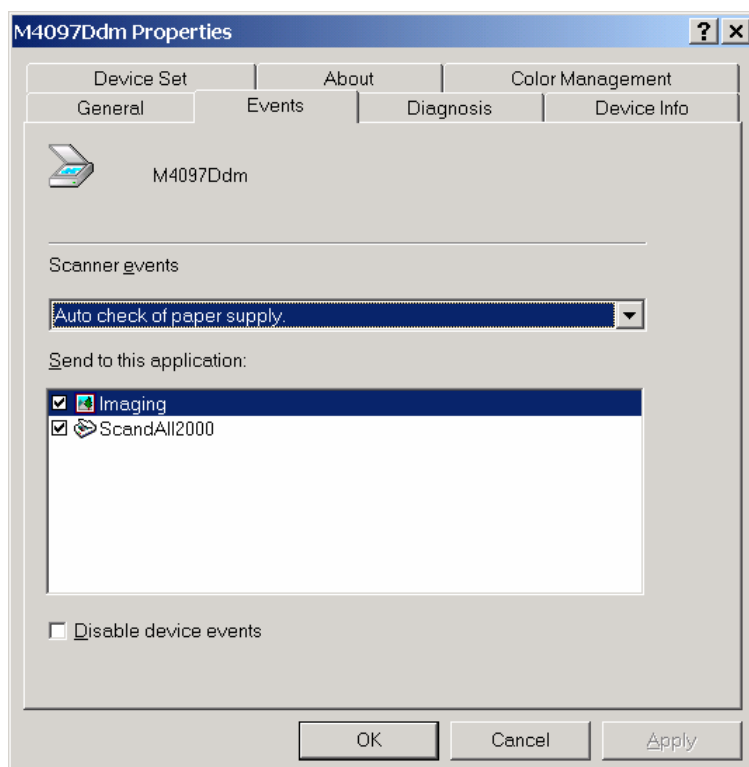 M4097Ddm Properties
Device Set About Color Management
General Events Diagnosis Device Info
M4097Ddm
Scanner events
Auto check of paper supply.
Send to this application:
Imaging
ScandAll2000
Disable device events
OK Cancel Apply